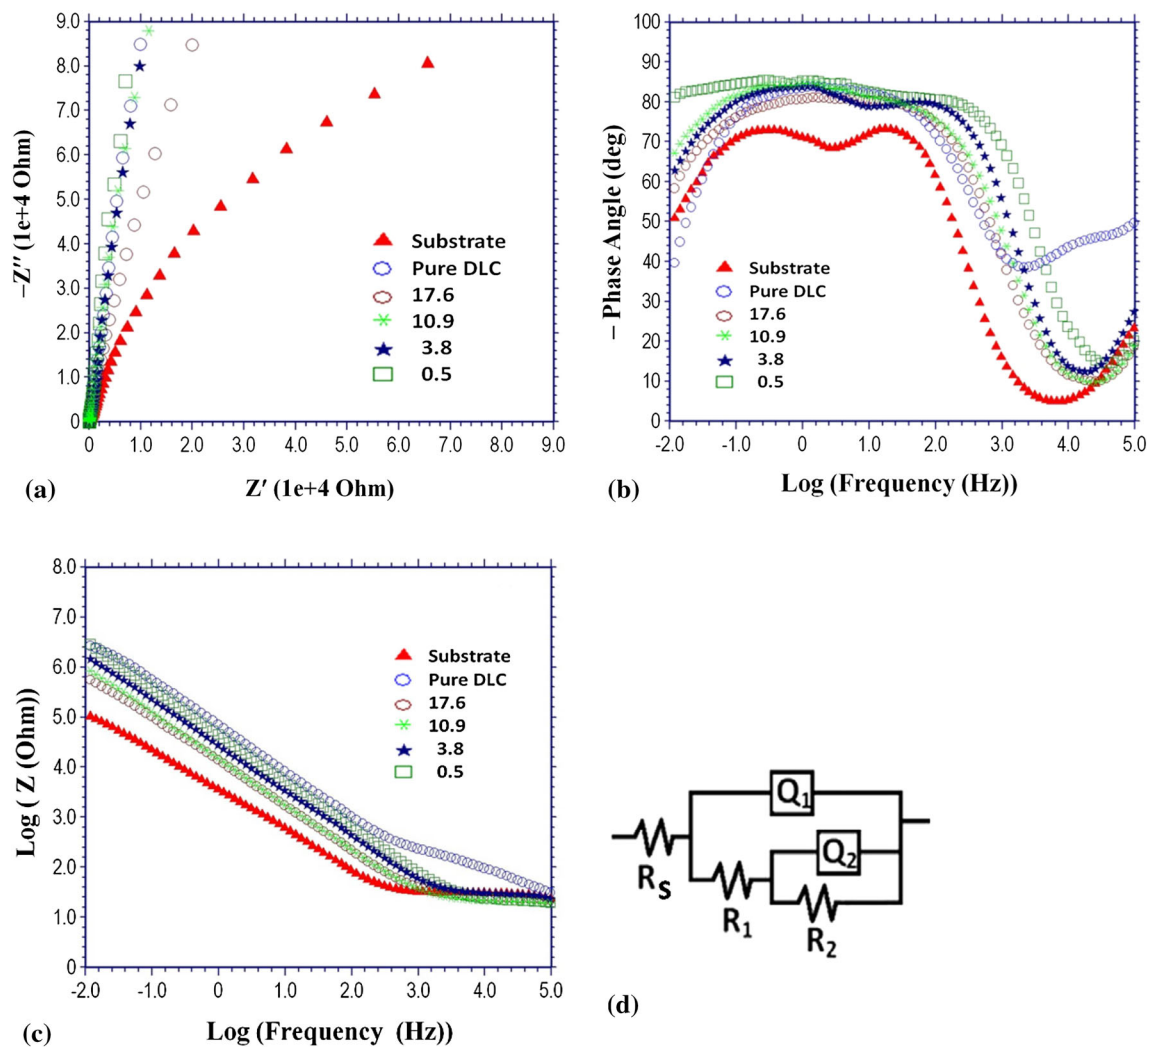 9.0
8.0
7.0
6.0
5.0
4.0
3.0
2.0
1.0
0
−Z″ (1e+4 Ohm)
Substrate
Pure DLC
17.6
10.9
3.8
0.5
0 1.0 2.0 3.0 4.0 5.0 6.0 7.0 8.0 9.0
(a)
Z′ (1e+4 Ohm)
100
90
80
70
60
50
40
30
20
10
0
− Phase Angle (deg)
Substrate
Pure DLC
17.6
10.9
3.8
0.5
-2.0 -1.0 0 1.0 2.0 3.0 4.0 5.0
(b)
Log (Frequency (Hz))
8.0
7.0
6.0
5.0
4.0
3.0
2.0
1.0
0
Log ( Z (Ohm))
Substrate
Pure DLC
17.6
10.9
3.8
0.5
-2.0 -1.0 0 1.0 2.0 3.0 4.0 5.0
(c)
Log (Frequency (Hz))
Q1
Q2
RS
R1
R2
(d)